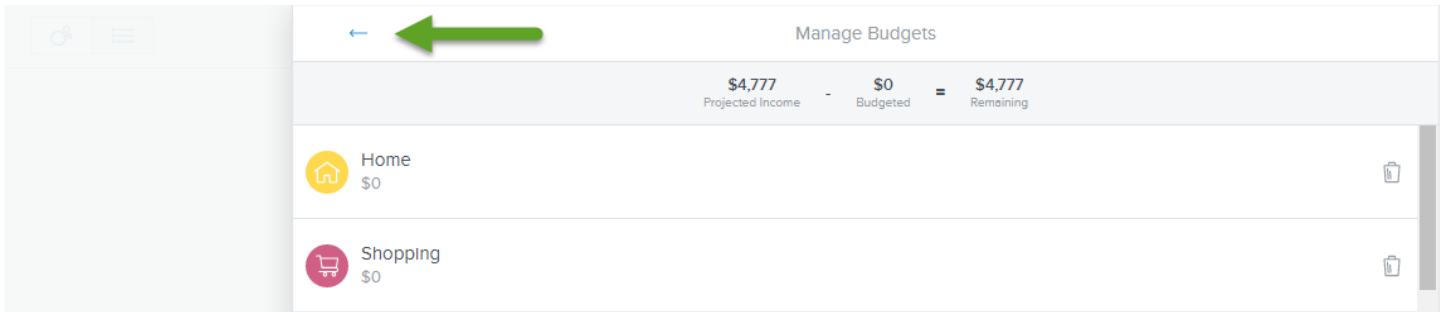 Manage Budgets
$4,777 - $0 = $4,777
Projected Income Budgeted Remaining
Home
$0
Shopping
$0